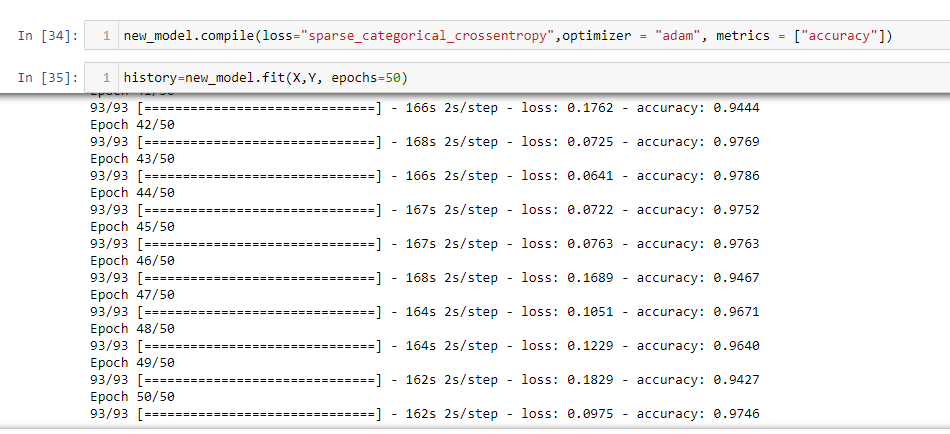 In [34]: 1 new_model.compile(loss="sparse_categorical_crossentropy",optimizer = "adam", metrics = ["accuracy"])
In [35]: 1 history=new_model.fit(X,Y, epochs=50)
93/93 [==============================] - 166s 2s/step - loss: 0.1762 - accuracy: 0.9444
Epoch 42/50
93/93 [==============================] - 168s 2s/step - loss: 0.0725 - accuracy: 0.9769
Epoch 43/50
93/93 [==============================] - 166s 2s/step - loss: 0.0641 - accuracy: 0.9786
Epoch 44/50
93/93 [==============================] - 167s 2s/step - loss: 0.0722 - accuracy: 0.9752
Epoch 45/50
93/93 [==============================] - 167s 2s/step - loss: 0.0763 - accuracy: 0.9763
Epoch 46/50
93/93 [==============================] - 168s 2s/step - loss: 0.1689 - accuracy: 0.9467
Epoch 47/50
93/93 [==============================] - 164s 2s/step - loss: 0.1051 - accuracy: 0.9671
Epoch 48/50
93/93 [==============================] - 164s 2s/step - loss: 0.1229 - accuracy: 0.9640
Epoch 49/50
93/93 [==============================] - 162s 2s/step - loss: 0.1829 - accuracy: 0.9427
Epoch 50/50
93/93 [==============================] - 162s 2s/step - loss: 0.0975 - accuracy: 0.9746